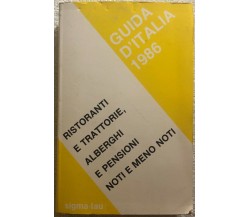 GUIDA
D'ITALIA
1986
RISTORANTI
E TRATTORIE,
ALBERGHI
E PENSIONI
NOTI E MENO NOTI